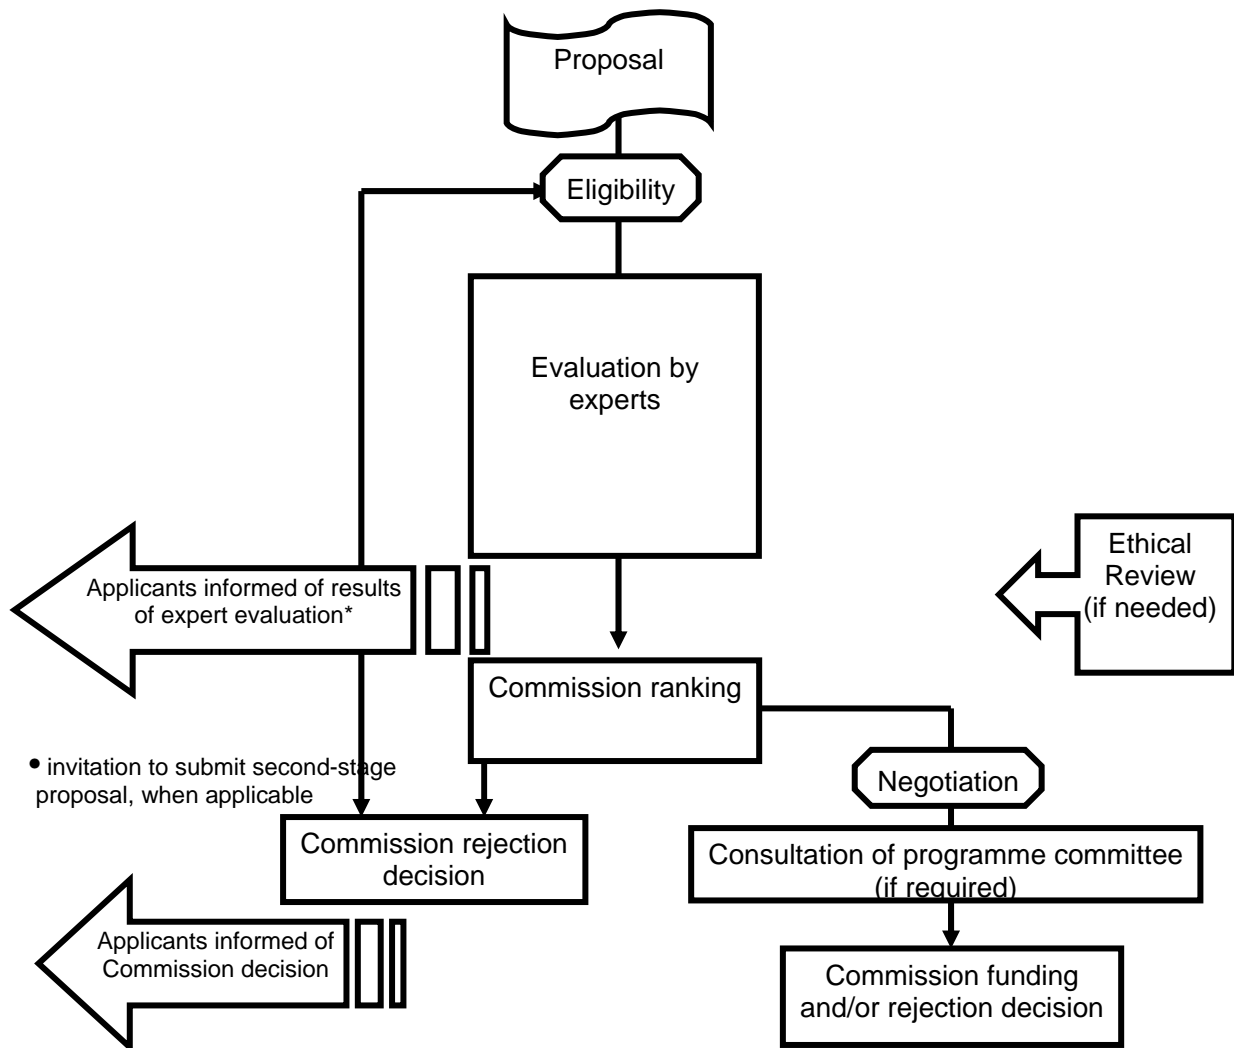 Proposal
Eligibility
Evaluation by
experts
Ethical
Review
(if needed)
Applicants informed of results
of expert evaluation*
Commission ranking
• invitation to submit second-stage
proposal, when applicable
Negotiation
Commission rejection
decision
Consultation of programme committee
(if required)
Applicants informed of
Commission decision
Commission funding
and/or rejection decision